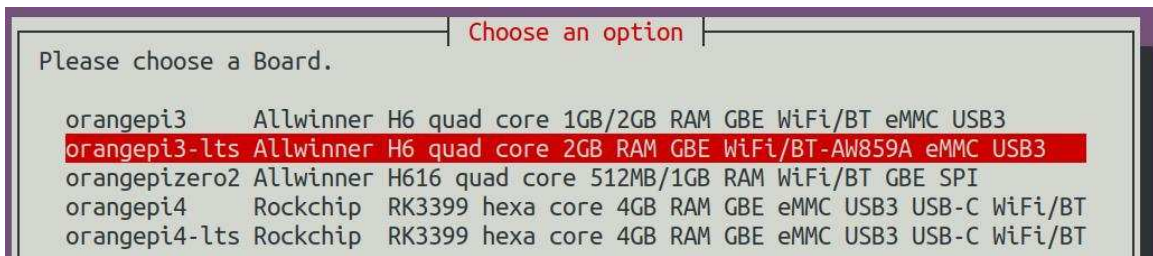 Choose an option
Please choose a Board.
orangepi3 Allwinner H6 quad core 1GB/2GB RAM GBE WiFi/BT eMMC USB3
orangepi3-lts Allwinner H6 quad core 2GB RAM GBE WiFi/BT-AW859A eMMC USB3
orangepizero2 Allwinner H616 quad core 512MB/1GB RAM WiFi/BT GBE SPI
orangepi4 Rockchip RK3399 hexa core 4GB RAM GBE eMMC USB3 USB-C WiFi/BT
orangepi4-lts Rockchip RK3399 hexa core 4GB RAM GBE eMMC USB3 USB-C WiFi/BT